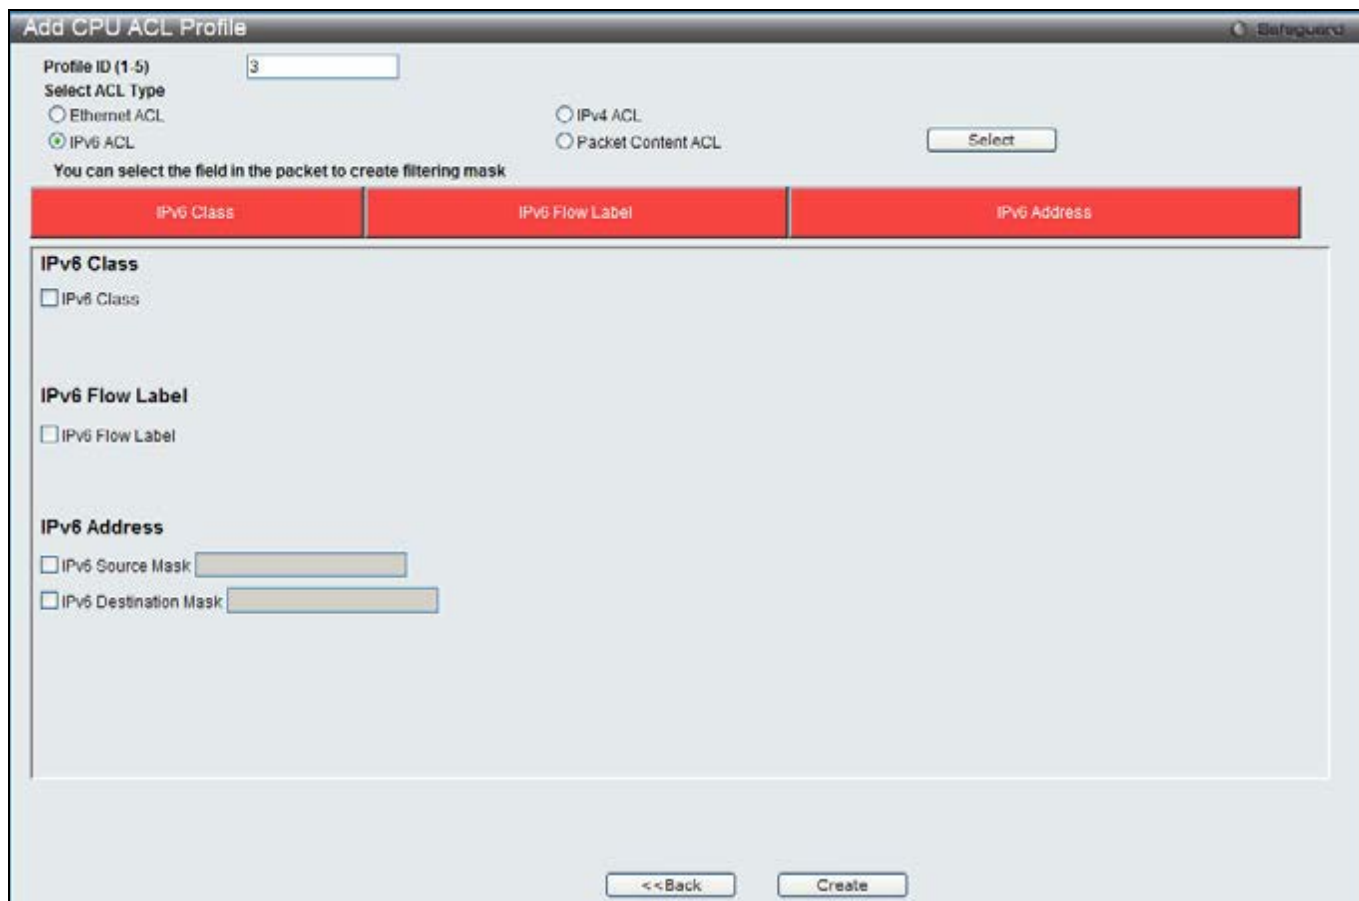 Add CPU ACL Profile
Safeguard
Profile ID (1-5) 3
Select ACL Type
Ethernet ACL IPv4 ACL
IPv6 ACL Packet Content ACL Select
You can select the field in the packet to create filtering mask
IPv6 Class IPv6 Flow Label IPv6 Address
IPv6 Class
IPv6 Class
IPv6 Flow Label
IPv6 Flow Label
IPv6 Address
IPv6 Source Mask
IPv6 Destination Mask
<<Back Create